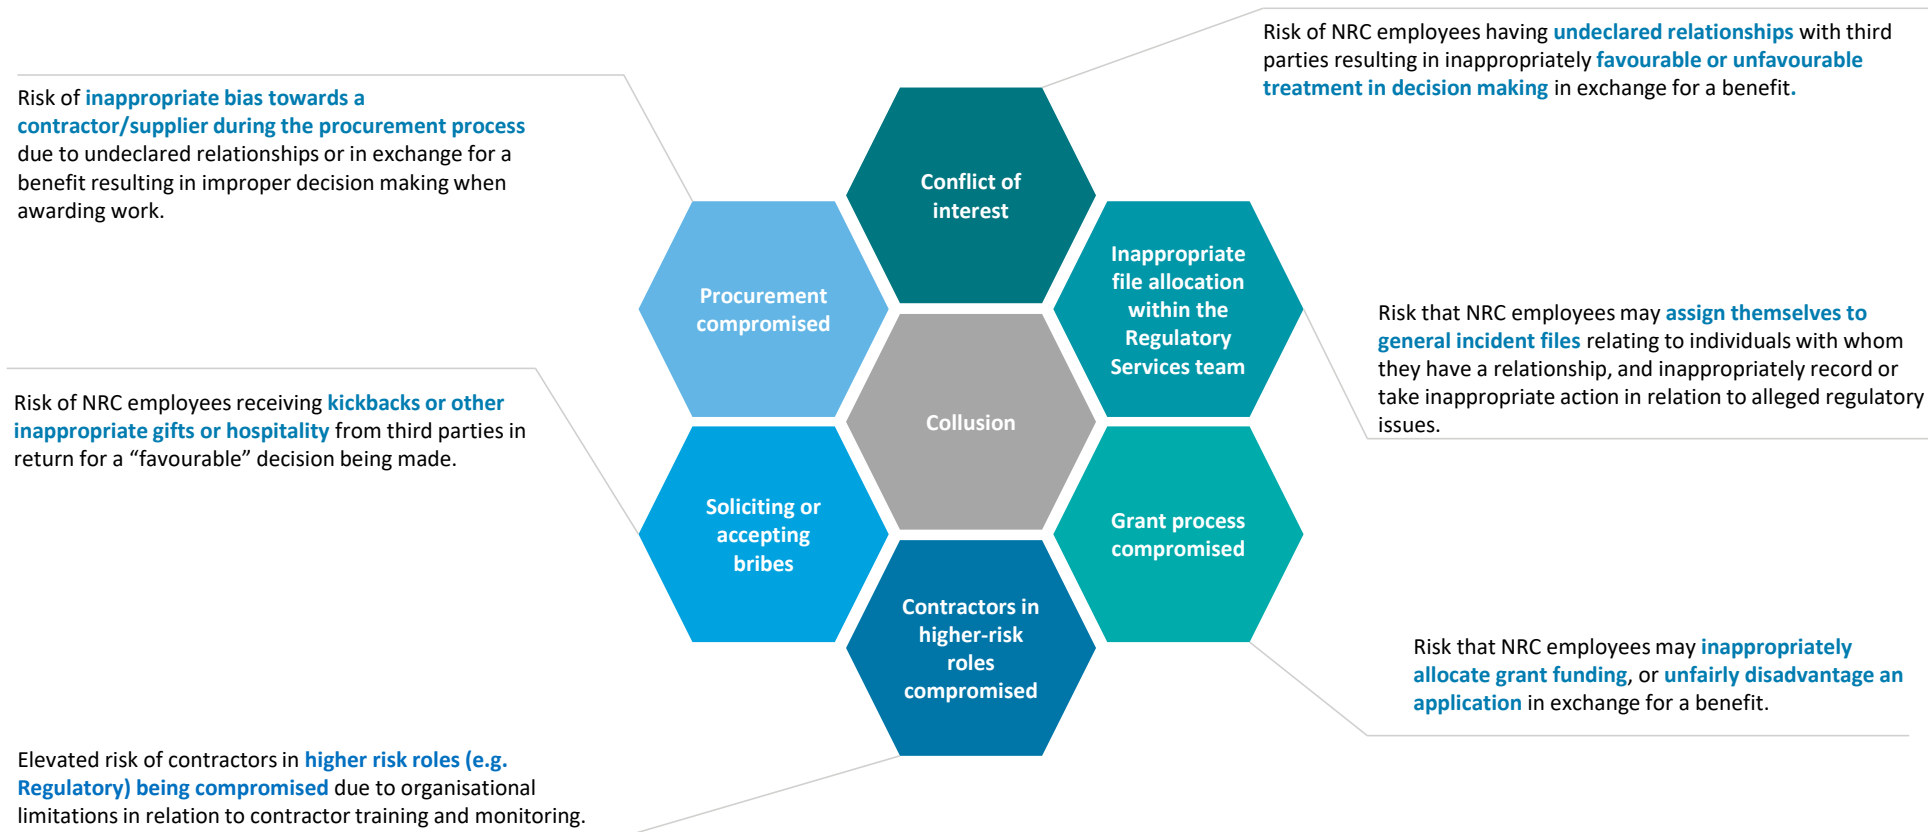 Risk of NRC employees having undeclared relationships with third
parties resulting in inappropriately favourable or unfavourable
treatment in decision making in exchange for a benefit.
Risk of inappropriate bias towards a
contractor/supplier during the procurement process
due to undeclared relationships or in exchange for a
benefit resulting in improper decision making when
awarding work.
Conflict of
interest
Inappropriate
file allocation
within the
Regulatory
Services team
Procurement
compromised
Risk that NRC employees may assign themselves to
general incident files relating to individuals with whom
they have a relationship, and inappropriately record or
take inappropriate action in relation to alleged regulatory
issues.
Risk of NRC employees receiving kickbacks or other
inappropriate gifts or hospitality from third parties in
return for a “favourable” decision being made.
Collusion
Soliciting or
accepting
bribes
Grant process
compromised
Contractors in
higher-risk
roles
compromised
Risk that NRC employees may inappropriately
allocate grant funding, or unfairly disadvantage an
application in exchange for a benefit.
Elevated risk of contractors in higher risk roles (e.g.
Regulatory) being compromised due to organisational
limitations in relation to contractor training and monitoring.